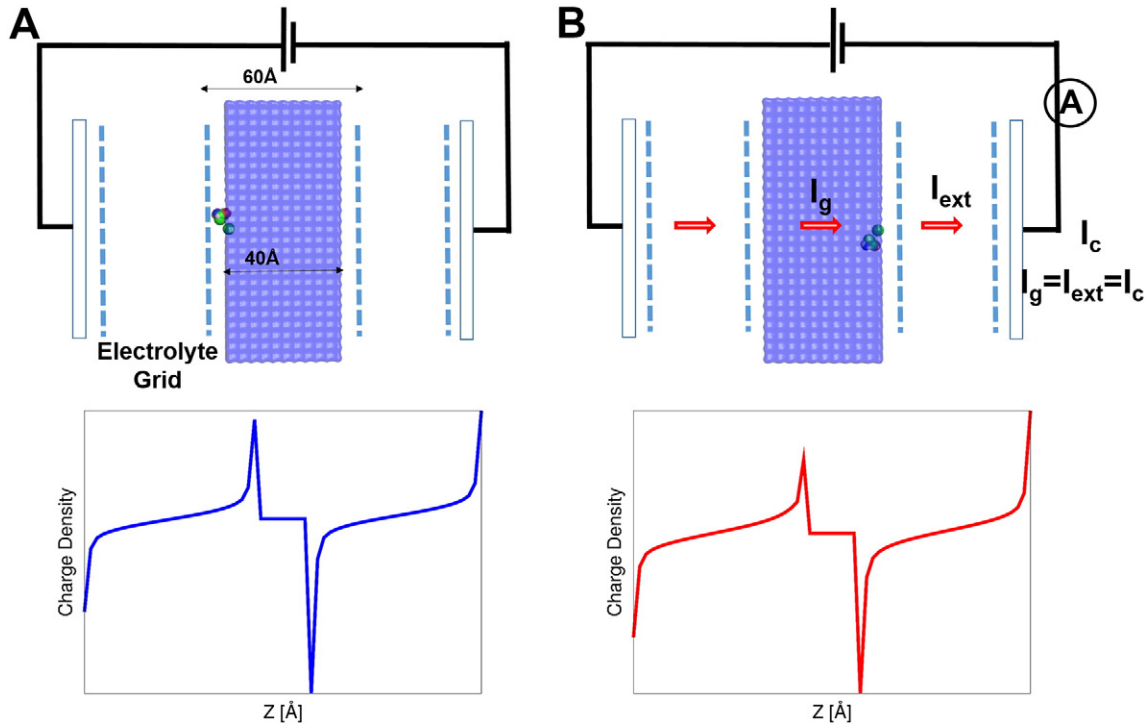 A
60Å
40Å
Electrolyte
Grid
Charge Density
Z [Å]
B
A
Ig
Iext
Ic
Ig=Iext=Ic
Charge Density
Z [Å]